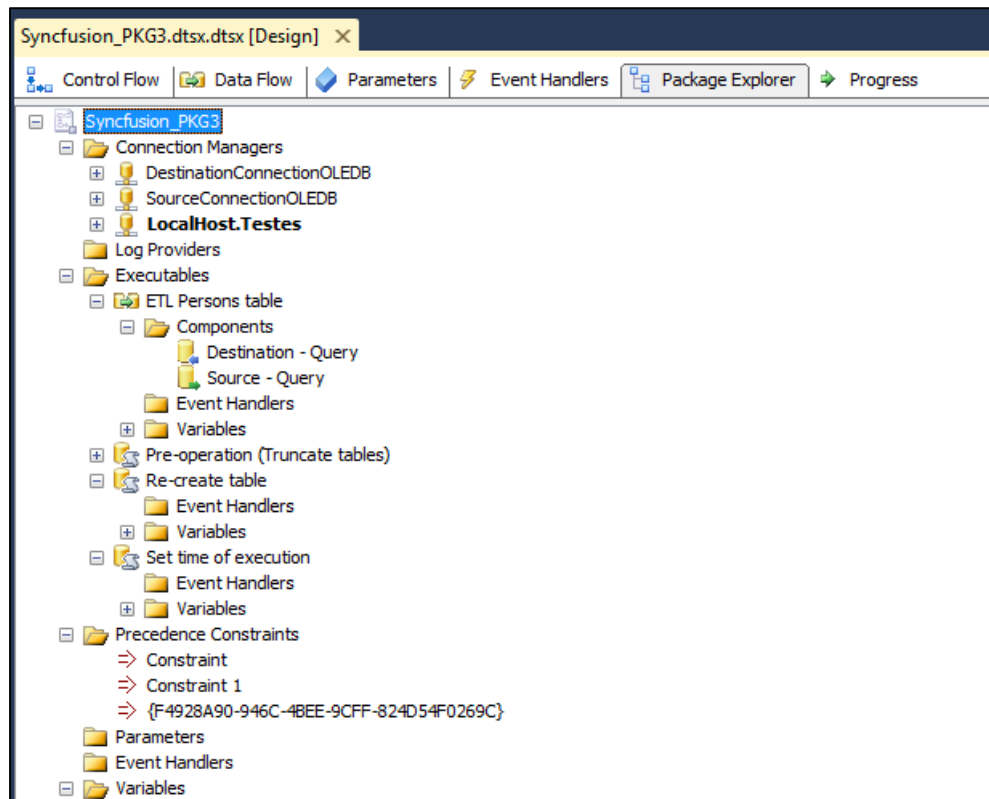 Syncfusion_PKG3.dtsx.dtsx [Design]
Control Flow Data Flow Parameters Event Handlers Package Explorer Progress
Syncfusion_PKG3
Connection Managers
DestinationConnectionOLEDB
SourceConnectionOLEDB
LocalHost.Testes
Log Providers
Executables
ETL Persons table
Components
Destination - Query
Source - Query
Event Handlers
Variables
Pre-operation (Truncate tables)
Re-create table
Event Handlers
Variables
Set time of execution
Event Handlers
Variables
Precedence Constraints
Constraint
Constraint 1
{F4928A90-946C-4BEE-9CFF-824D54F0269C}
Parameters
Event Handlers
Variables